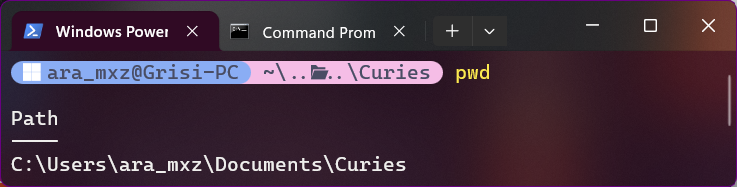 Windows Power
Command Prom
ara_mxz@Grisi-PC ~\..\..\Curies pwd
Path
C:\Users\ara_mxz\Documents\Curies